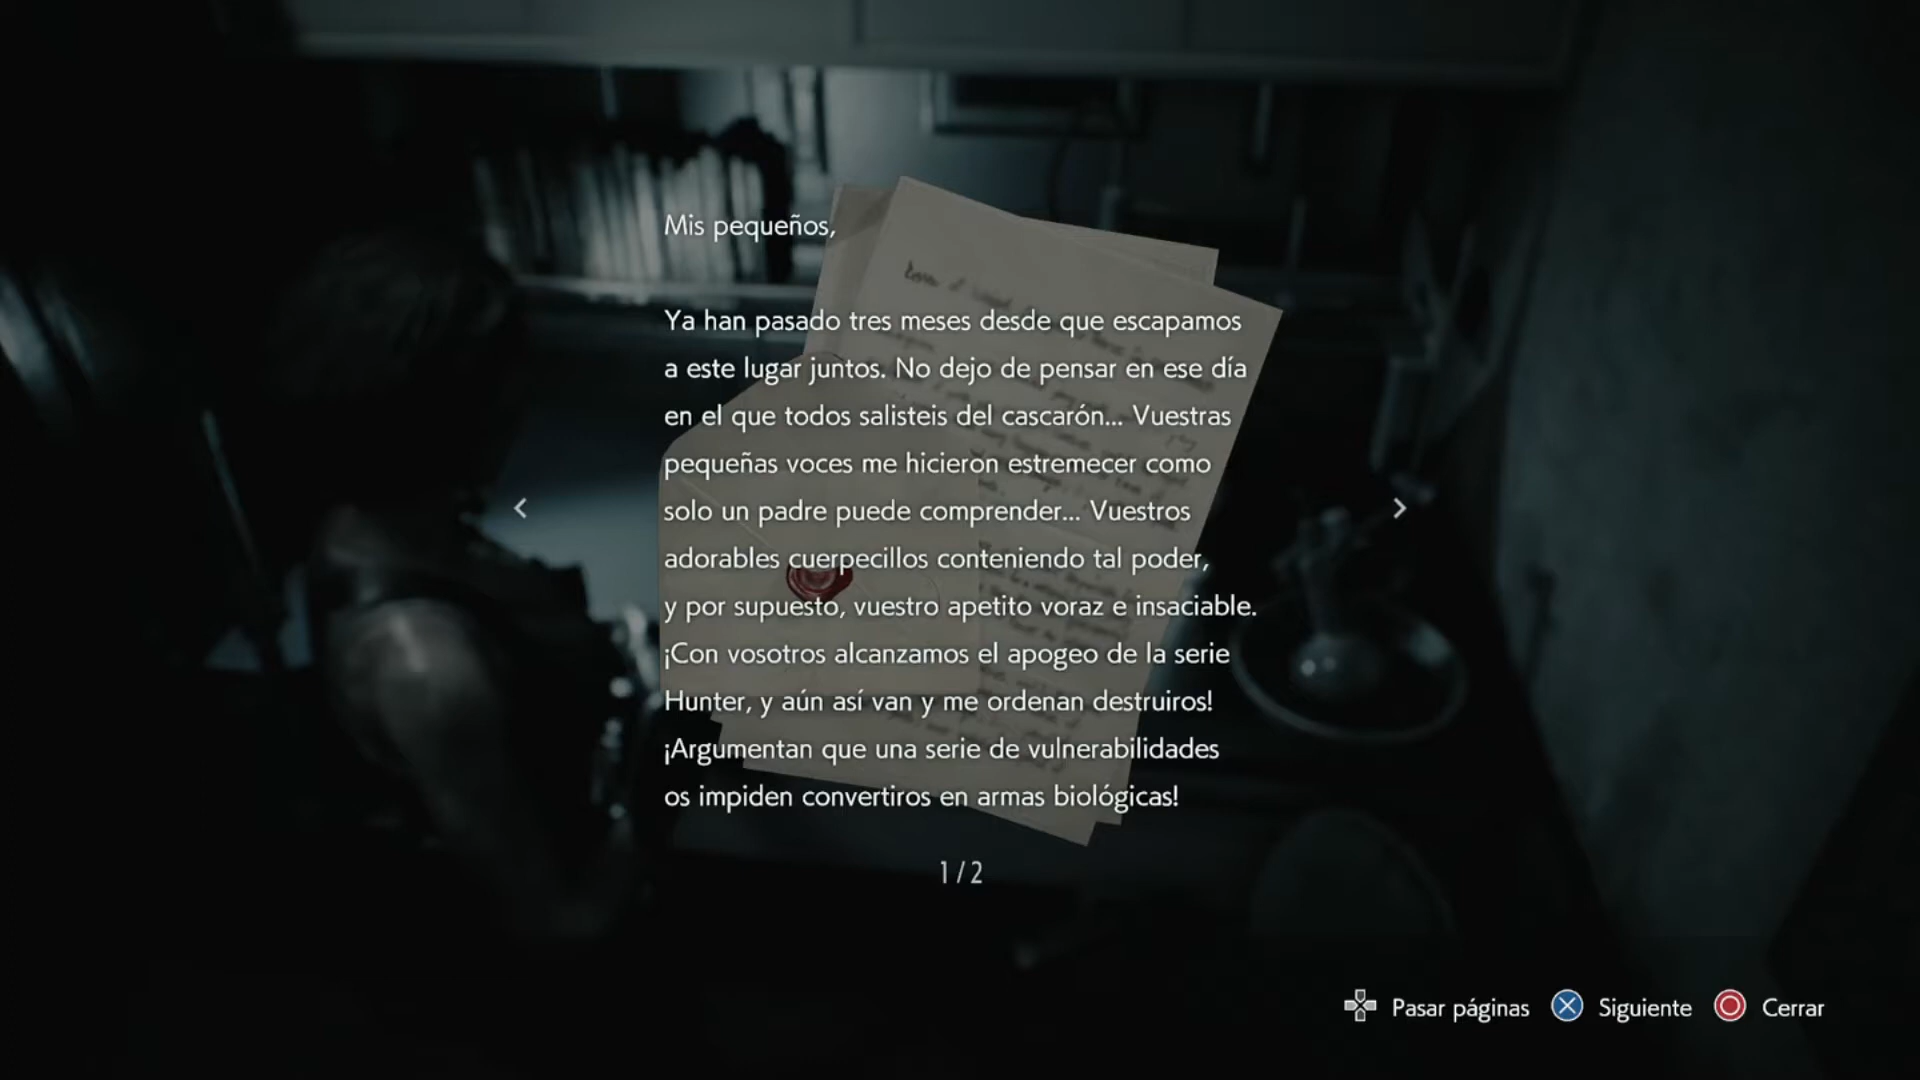 Mis pequeños,
Ya han pasado tres meses desde que escapamos
a este lugar juntos. No dejo de pensar en ese día
en el que todos salisteis del cascarón... Vuestras
pequeñas voces me hicieron estremecer como
solo un padre puede comprender... Vuestros
adorables cuerpecillos conteniendo tal poder,
y por supuesto, vuestro apetito voraz e insaciable.
¡Con vosotros alcanzamos el apogeo de la serie
Hunter, y aún así van y me ordenan destruiros!
¡Argumentan que una serie de vulnerabilidades
os impiden convertiros en armas biológicas!
1 / 2
Pasar páginas Siguiente Cerrar